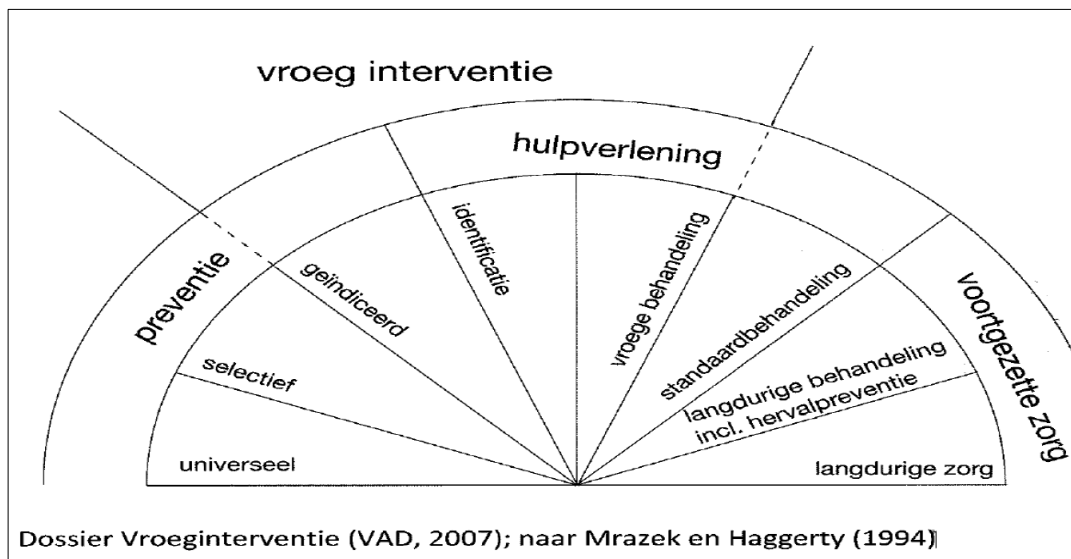 vroeg interventie
hulpverlening
preventie
voortgezette zorg
universeel
selectief
geïndiceerd
identificatie
vroege behandeling
standaardbehandeling
langdurige behandeling
incl. hervalpreventie
langdurige zorg
Dossier Vroeginterventie (VAD, 2007); naar Mrazek en Haggerty (1994)